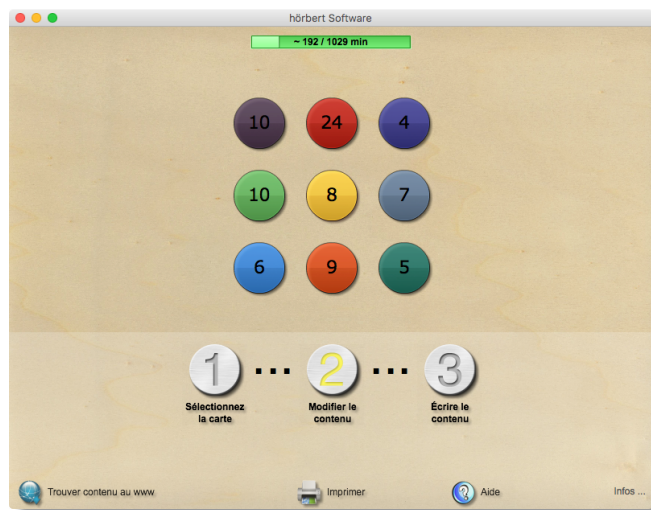 hörbert Software
~ 192 / 1029 min
10 24 4
10 8 7
6 9 5
1 ... 2 ... 3
Sélectionnez Modifier le Écrire le
la carte contenu contenu
Trouver contenu au www Imprimer Aide Infos ...